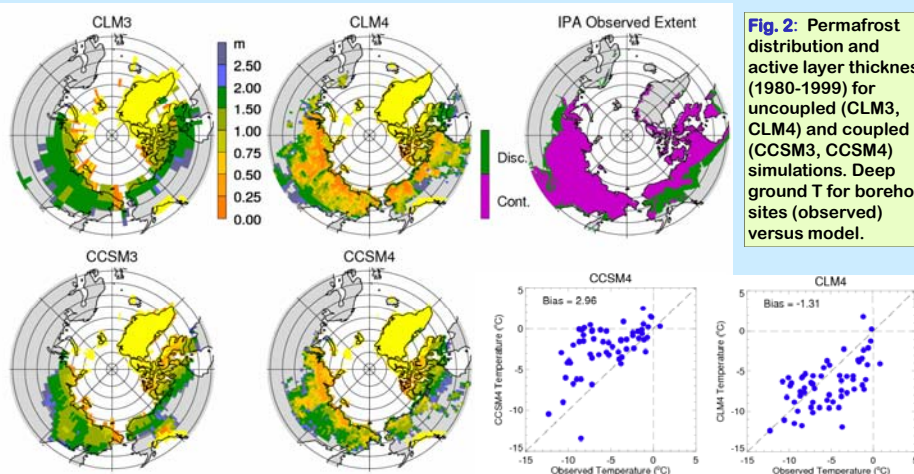 CLM3
CLM4
IPA Observed Extent
m
2.50
2.00
1.50
1.00
0.75
0.50
0.25
0.00
Disc.
Cont.
Fig. 2: Permafrost
distribution and
active layer
(1980-1999) for
uncoupled (CLM3,
CLM4) and coupled
(CCSM3, CCSM4)
simulations. Deep
ground T for
sites (observed)
versus model.
CCSM3
CCSM4
CCSM4
Bias = 2.96
CCSM4 Temperature (°C)
5
0
-5
-10
-15
-15
-10
-5
0
5
Observed Temperature (°C)
CLM4
Bias = -1.31
CLM4 Temperature (°C)
5
0
-5
-10
-15
-15
-10
-5
0
5
Observed Temperature (°C)